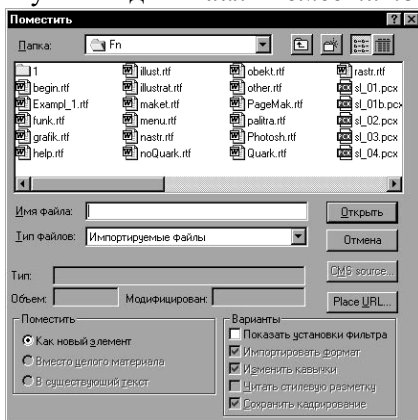 Поместить
Папка: Fn
1 illust.rtf obekt.rtf rastr.rtf
begin.rtf illustrat.rtf other.rtf sl_01.pcx
Exampl_1.rtf maket.rtf PageMak.rtf sl_01b.pcx
funk.rtf menu.rtf palitra.rtf sl_02.pcx
grafik.rtf nastr.rtf Photosh.rtf sl_03.pcx
help.rtf noQuark.rtf Quark.rtf sl_04.pcx
Имя файла: Открыть
Тип файлов: Импортируемые файлы Отмена
Тип: CMS source...
Объем: Модифицирован: Place URL...
Поместить Варианты
Как новый элемент Показать установки фильтра
Вместо целого материала Импортировать формат
В существующий текст Изменить кавычки
Читать стилевую разметку
Сохранить кадрирование